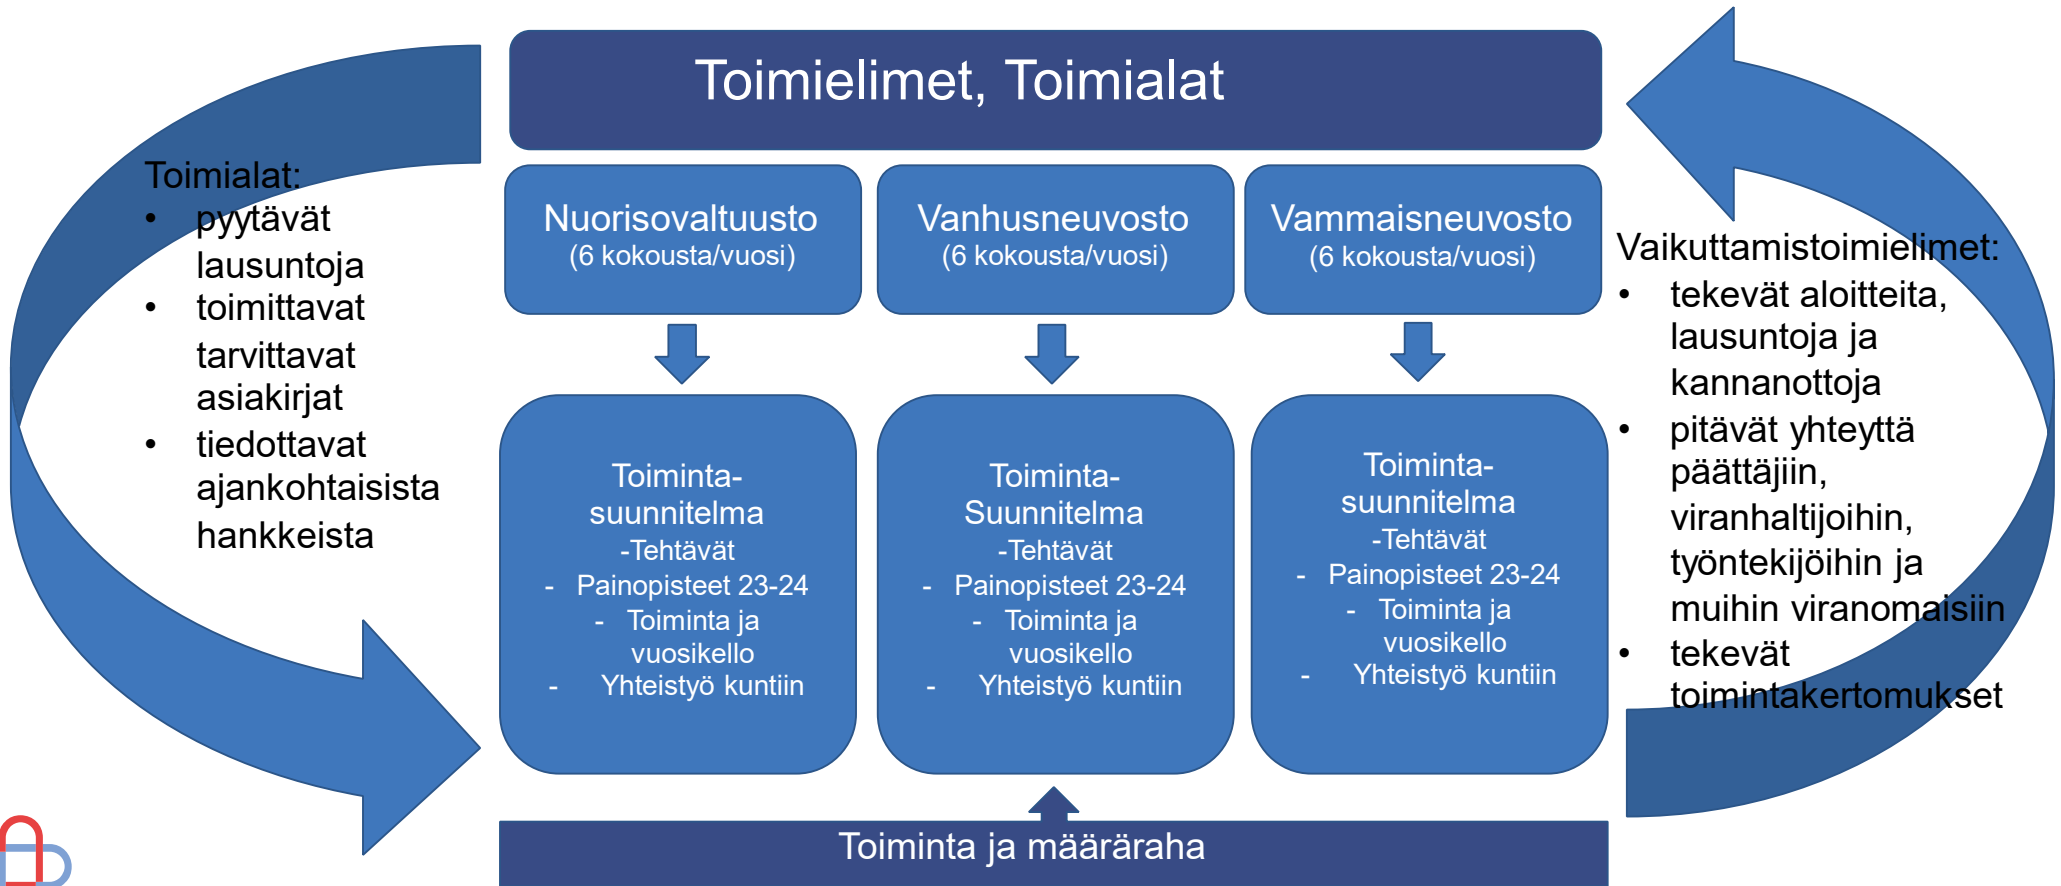 Toimielimet, Toimialat
Toimialat:
• pyytävät
lausuntoja
• toimittavat
tarvittavat
asiakirjat
• tiedottavat
ajankohtaisista
hankkeista
Nuorisovaltuusto
(6 kokousta/vuosi)
Vanhusneuvosto
(6 kokousta/vuosi)
Vammaisneuvosto
(6 kokousta/vuosi)
Toiminta-
suunnitelma
-Tehtävät
- Painopisteet 23-24
- Toiminta ja
vuosikello
- Yhteistyö kuntiin
Toiminta-
Suunnitelma
-Tehtävät
- Painopisteet 23-24
- Toiminta ja
vuosikello
- Yhteistyö kuntiin
Toiminta-
suunnitelma
-Tehtävät
- Painopisteet 23-24
- Toiminta ja
vuosikello
- Yhteistyö kuntiin
Vaikuttamistoimielimet:
• tekevät aloitteita,
lausuntoja ja
kannanottoja
• pitävät yhteyttä
päättäjiin,
viranhaltijoihin,
työntekijöihin ja
muihin viranomaisiin
• tekevät
toimintakertomukset
Toiminta ja määräraha